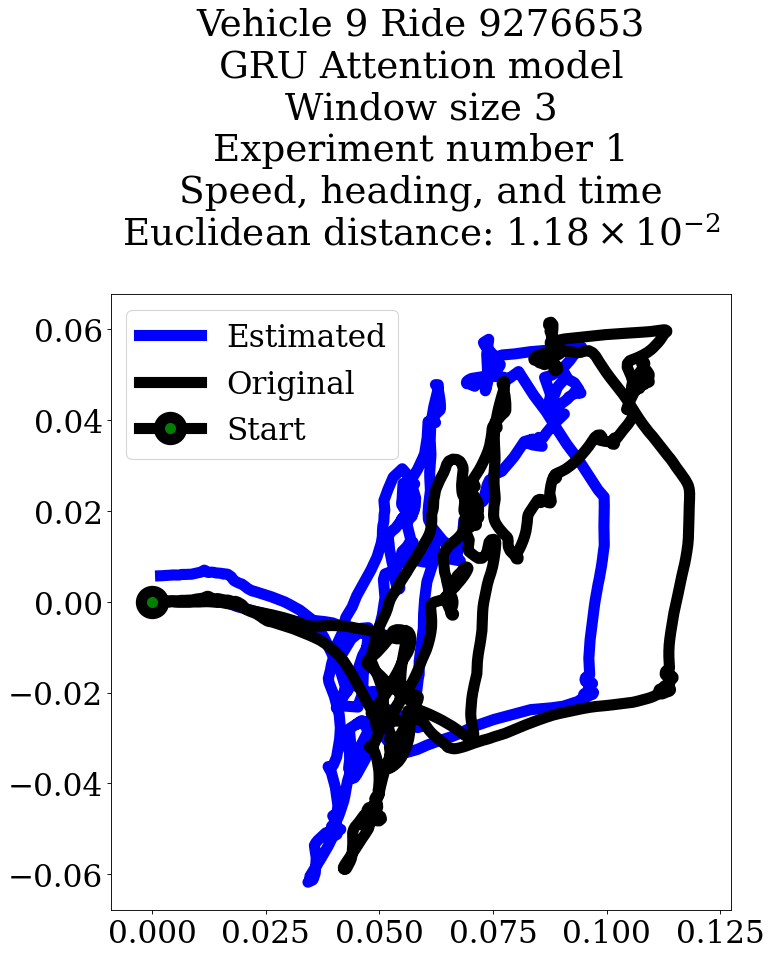 Vehicle 9 Ride 9276653
GRU Attention model
Window size 3
Experiment number 1
Speed, heading, and time
Euclidean distance: 1.18 × 10⁻²
Estimated
Original
Start
0.06
0.04
0.02
0.00
−0.02
−0.04
−0.06
0.000 0.025 0.050 0.075 0.100 0.125